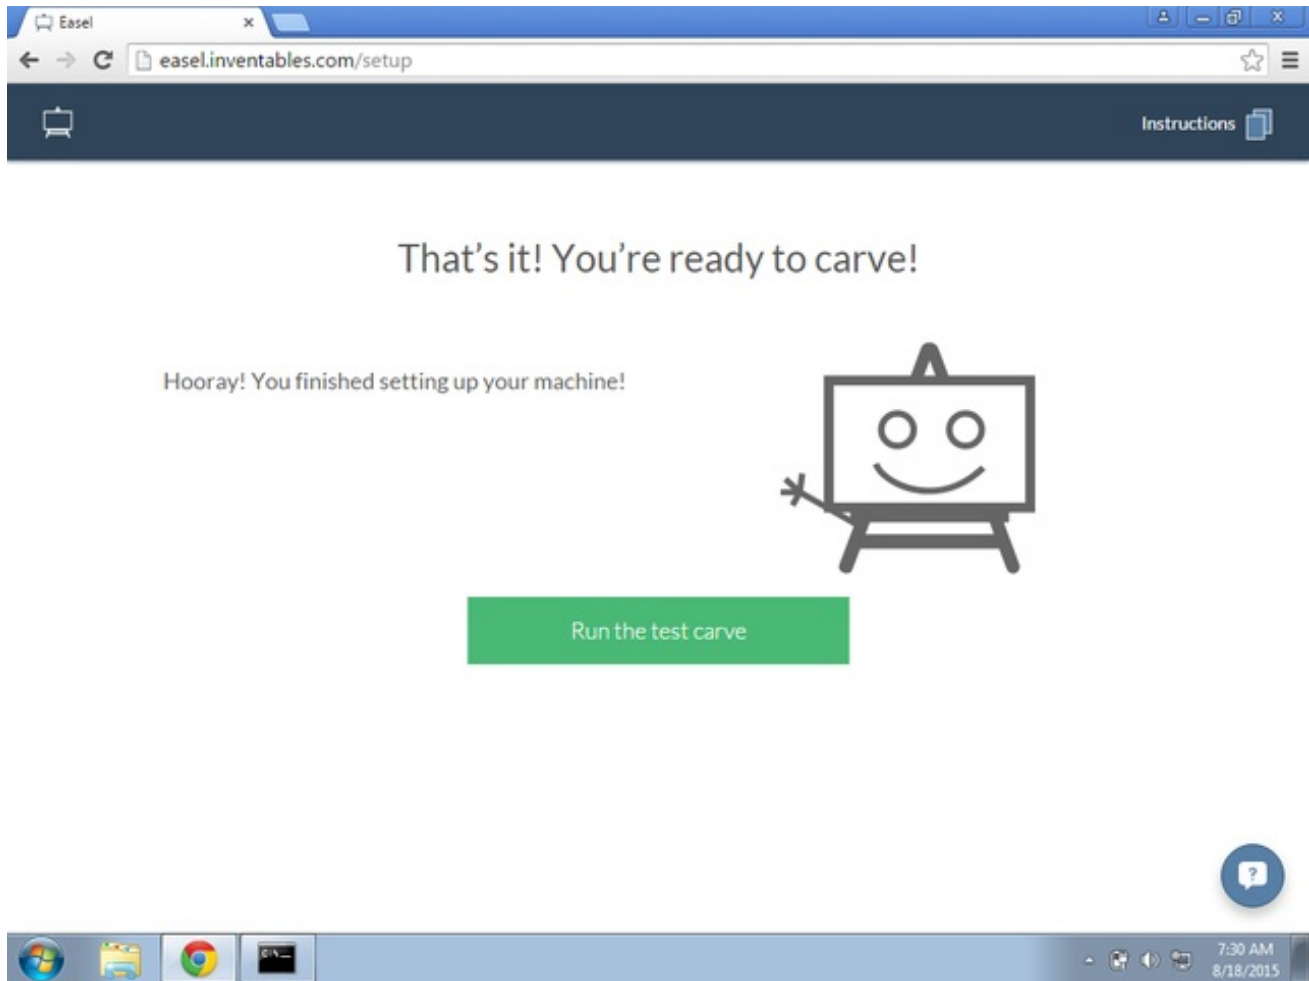 Easel
easel.inventables.com/setup
Instructions
That’s it! You’re ready to carve!
Hooray! You finished setting up your machine!
Run the test carve
?
7:30 AM
8/18/2015